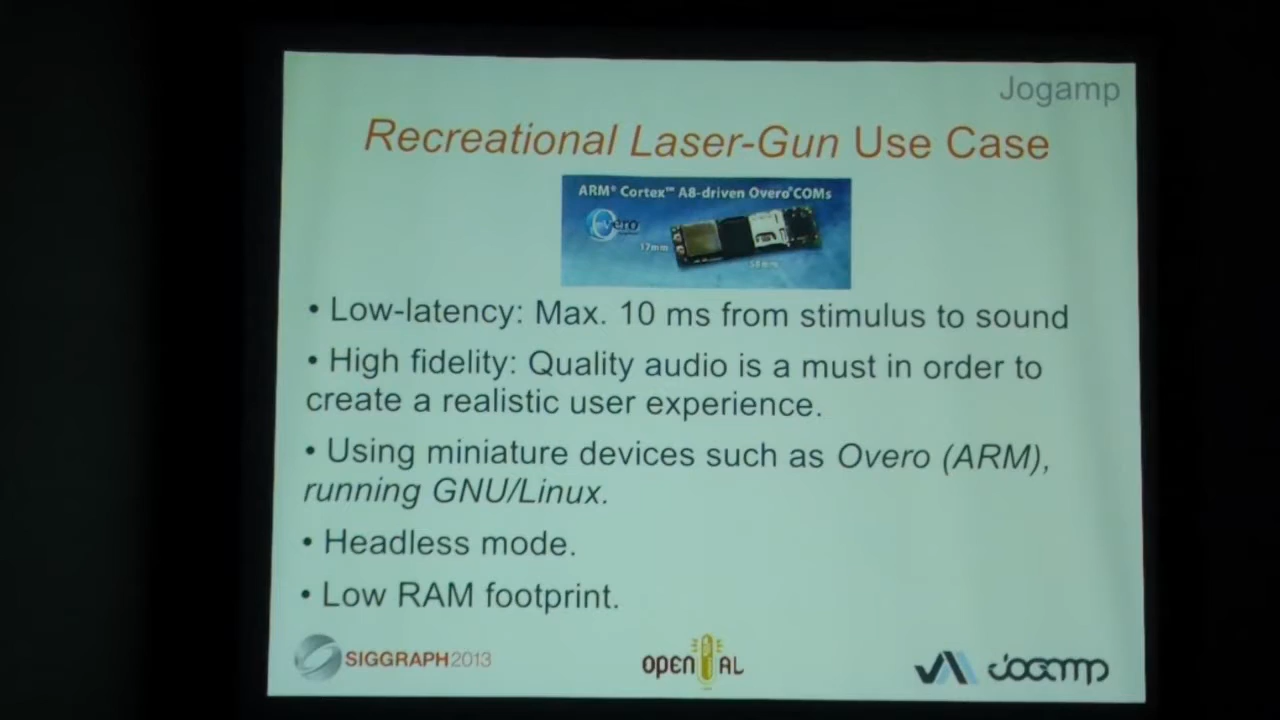 Jogamp
Recreational Laser-Gun Use Case
ARM® Cortex™ A8-driven Overo®COMs
Overo
17mm
58mm
• Low-latency: Max. 10 ms from stimulus to sound
• High fidelity: Quality audio is a must in order to
create a realistic user experience.
• Using miniature devices such as Overo (ARM),
running GNU/Linux.
• Headless mode.
• Low RAM footprint.
SIGGRAPH2013
OPEN AL
JOGAMP